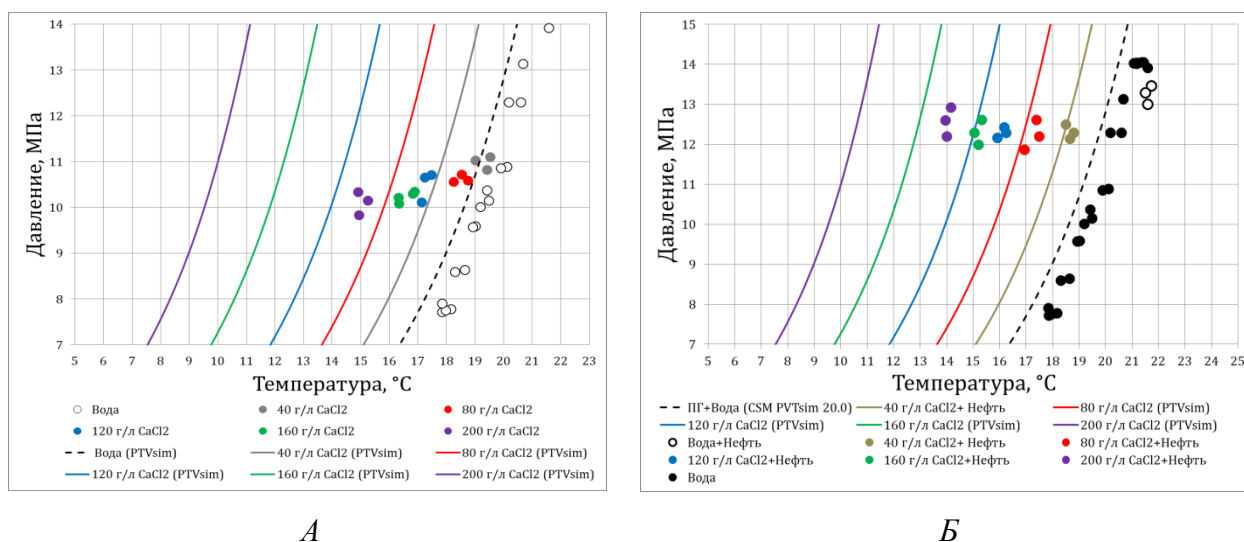 14
13
12
11
10
9
8
7
Давление, МПа
5 6 7 8 9 10 11 12 13 14 15 16 17 18 19 20 21 22 23
Температура, °С
Вода 40 г/л CaCl2 80 г/л CaCl2
120 г/л CaCl2 160 г/л CaCl2 200 г/л CaCl2
Вода (PTVsim) 40 г/л CaCl2 (PTVsim) 80 г/л CaCl2 (PTVsim)
120 г/л CaCl2 (PTVsim) 160 г/л CaCl2 (PTVsim) 200 г/л CaCl2 (PTVsim)
А
15
14
13
12
11
10
9
8
7
Давление, МПа
5 6 7 8 9 10 11 12 13 14 15 16 17 18 19 20 21 22 23 24 25
Температура, °С
ПГ+Вода (CSM PVTsim 20.0) 40 г/л CaCl2+ Нефть 80 г/л CaCl2 (PTVsim)
120 г/л CaCl2 (PTVsim) 160 г/л CaCl2 (PTVsim) 200 г/л CaCl2 (PTVsim)
Вода+Нефть 40 г/л CaCl2+ Нефть 80 г/л CaCl2+Нефть
120 г/л CaCl2+Нефть 160 г/л CaCl2+Нефть 200 г/л CaCl2+Нефть
Вода
Б